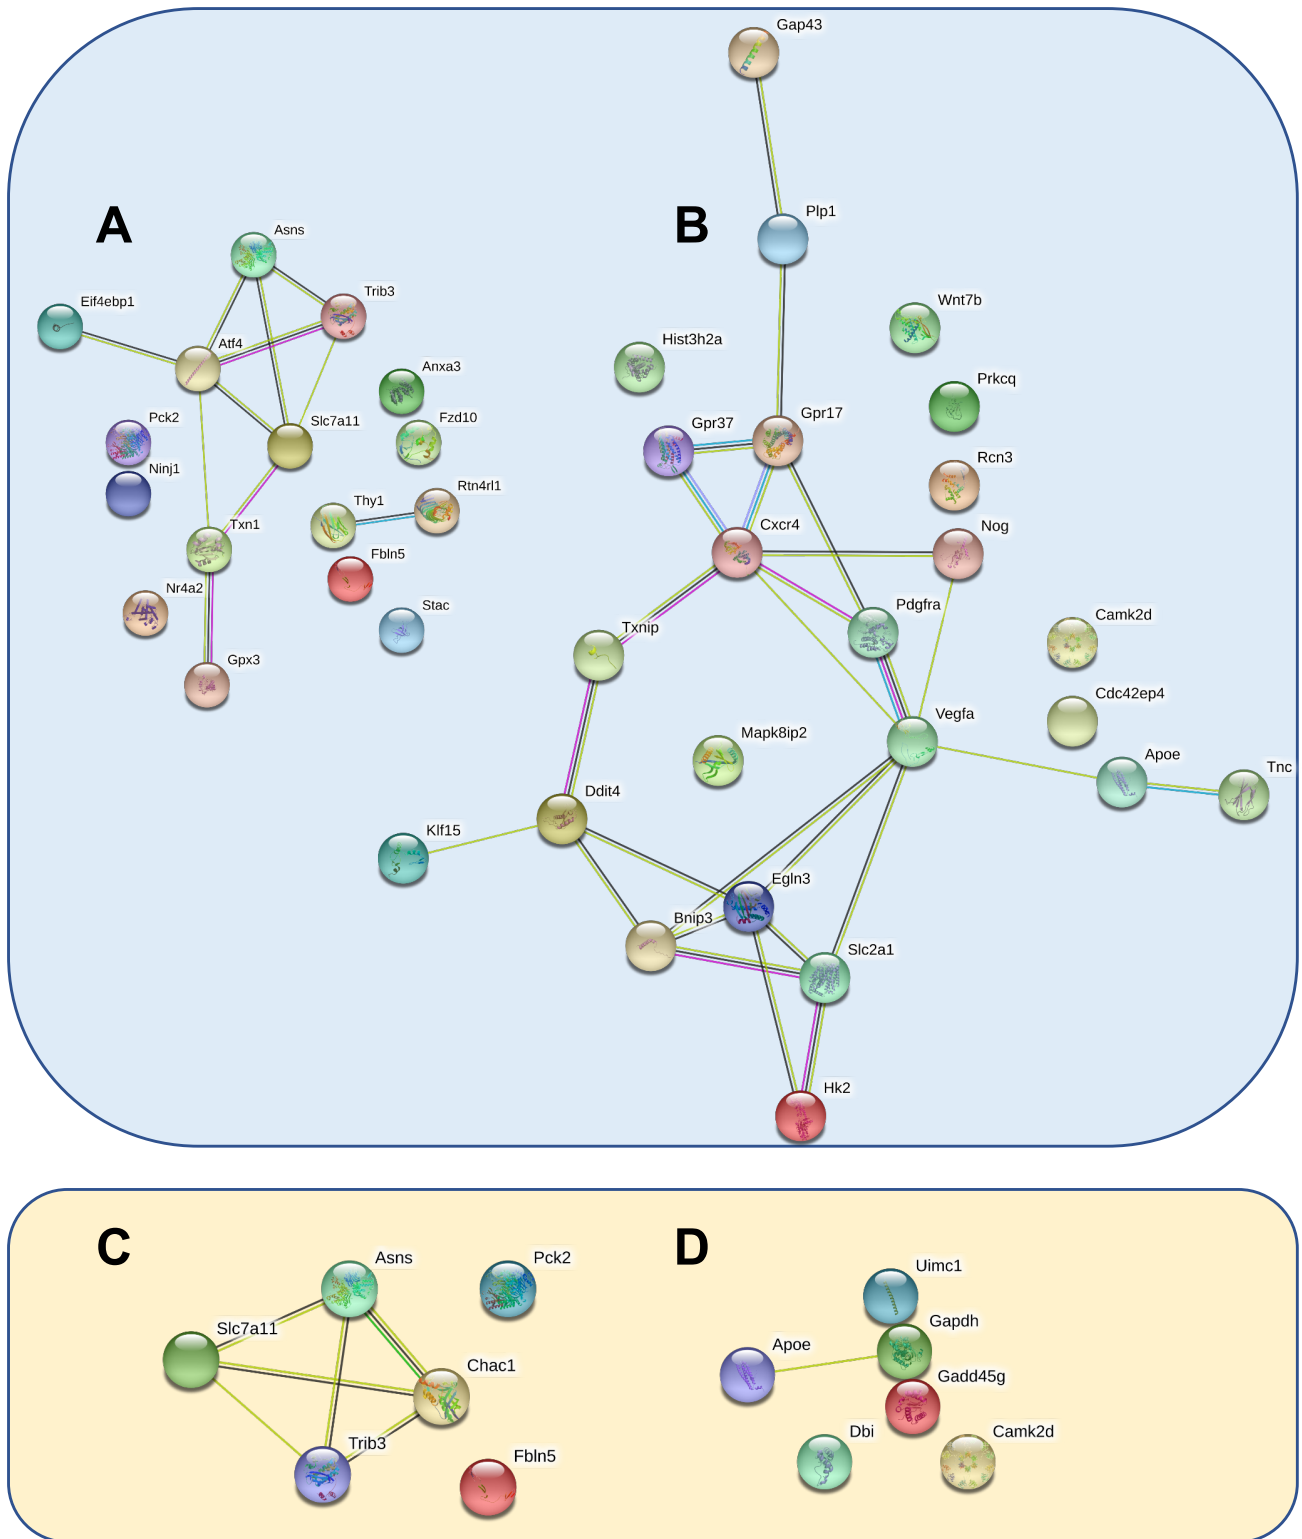 Gap43
A
B
Plp1
Asns
Trib3
Eif4ebp1
Atf4
Wnt7b
Hist3h2a
Anxa3
Prkcq
Pck2
Fzd10
Slc7a11
Gpr37
Gpr17
Ninj1
Rcn3
Thy1
Rtn4rl1
Txn1
Cxcr4
Nog
Fbln5
Nr4a2
Stac
Pdgfra
Camk2d
Txnip
Gpx3
Cdc42ep4
Vegfa
Mapk8ip2
Apoe
Tnc
Ddit4
Klf15
Egln3
Bnip3
Slc2a1
Hk2
C
D
Asns
Pck2
Uimc1
Slc7a11
Gapdh
Apoe
Chac1
Gadd45g
Trib3
Dbi
Camk2d
Fbln5